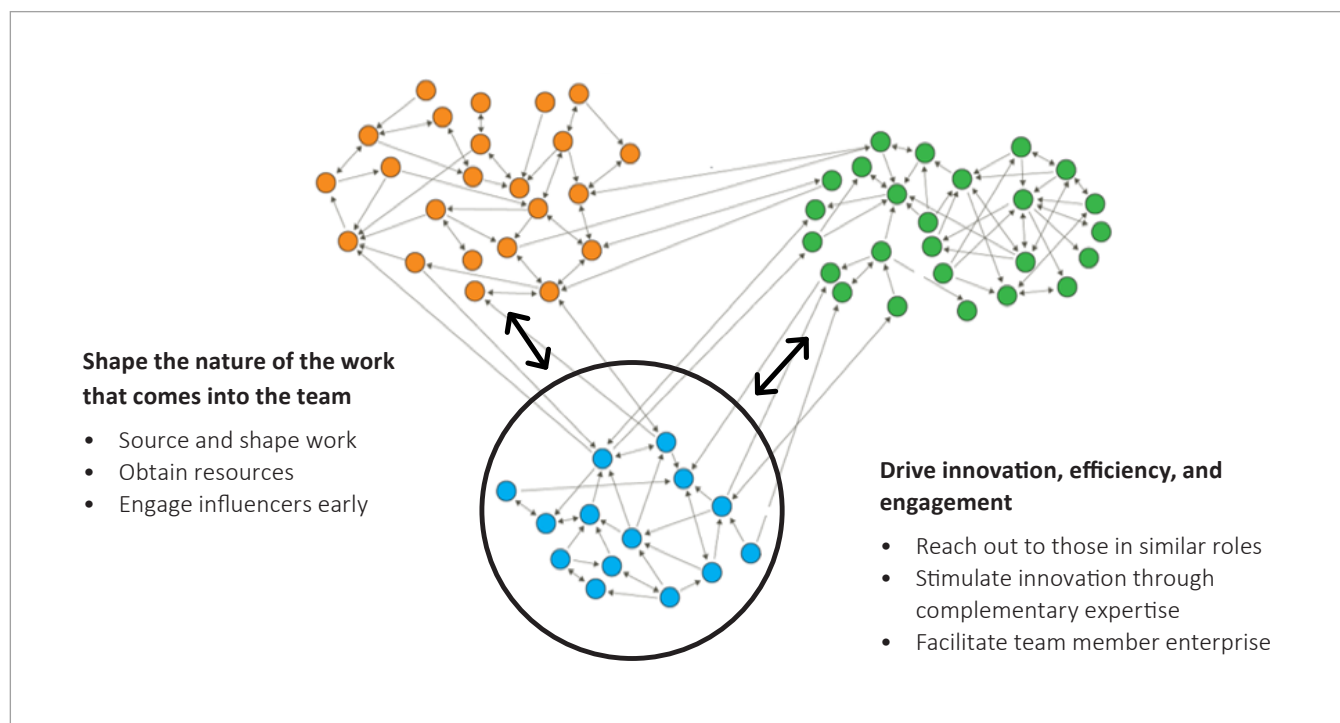 Shape the nature of the work
that comes into the team
• Source and shape work
• Obtain resources
• Engage influencers early
Drive innovation, efficiency, and
engagement
• Reach out to those in similar roles
• Stimulate innovation through
complementary expertise
• Facilitate team member enterprise